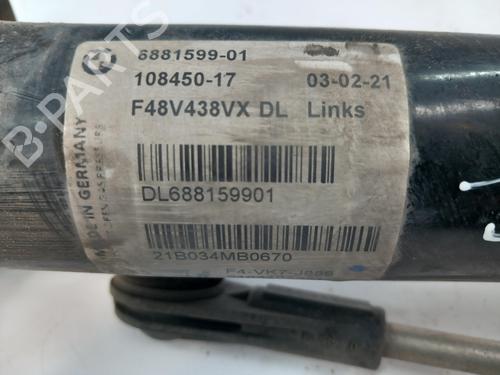 6881599-01
108450-17 03-02-21
F48V438VX DL Links
DL688159901
21B034MB0670
MADE IN GERMANY
B-PARTS